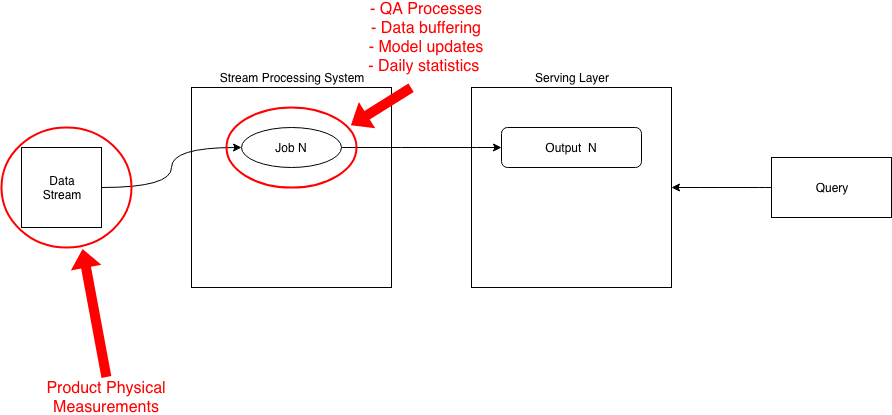 - QA Processes
- Data buffering
- Model updates
- Daily statistics
Stream Processing System
Serving Layer
Job N
Output N
Data
Stream
Query
Product Physical
Measurements